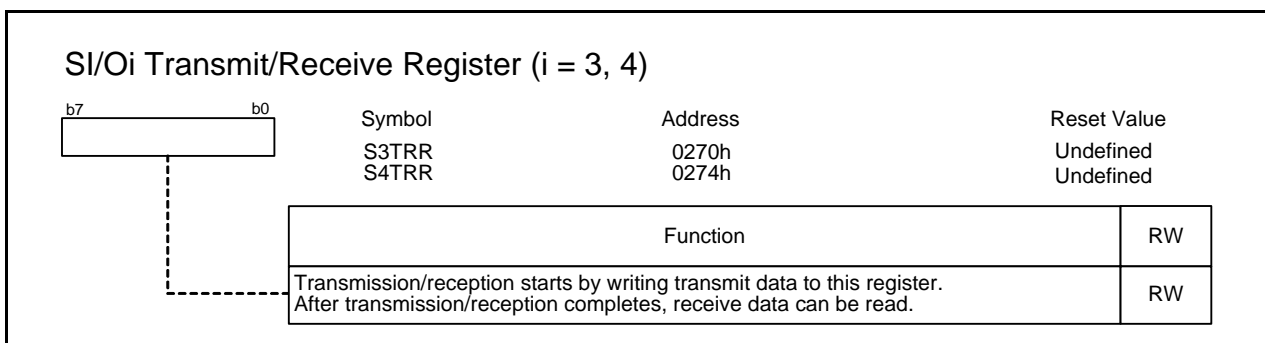 SI/Oi Transmit/Receive Register (i = 3, 4)
b7 b0
Symbol Address Reset Value
S3TRR 0270h Undefined
S4TRR 0274h Undefined
Function RW
Transmission/reception starts by writing transmit data to this register.
After transmission/reception completes, receive data can be read.
RW